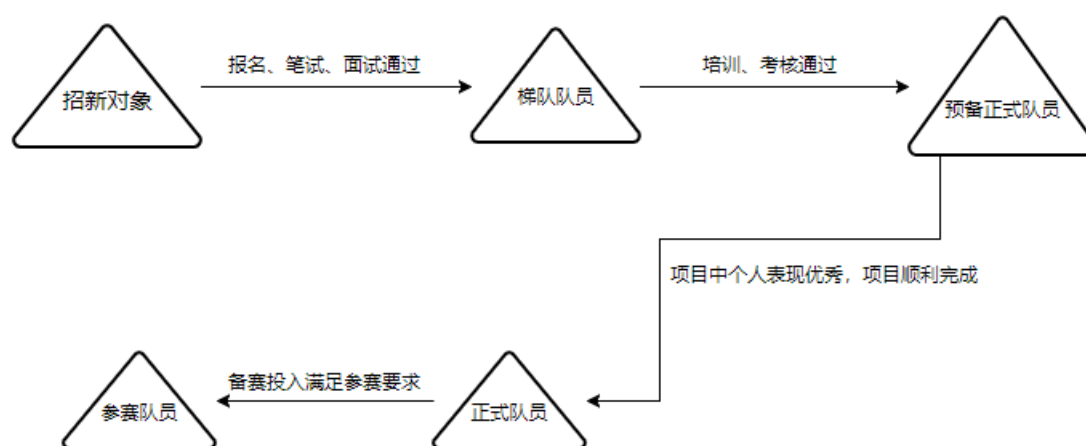 招新对象
报名、笔试、面试通过
梯队队员
培训、考核通过
预备正式队员
项目中个人表现优秀，项目顺利完成
正式队员
备赛投入满足参赛要求
参赛队员